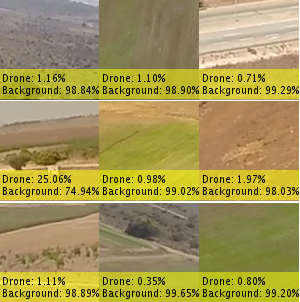 Drone: 1.16%
Background: 98.84%
Drone: 1.10%
Background: 98.90%
Drone: 0.71%
Background: 99.29%
Drone: 25.06%
Background: 74.94%
Drone: 0.98%
Background: 99.02%
Drone: 1.97%
Background: 98.03%
Drone: 1.11%
Background: 98.89%
Drone: 0.35%
Background: 99.65%
Drone: 0.80%
Background: 99.20%